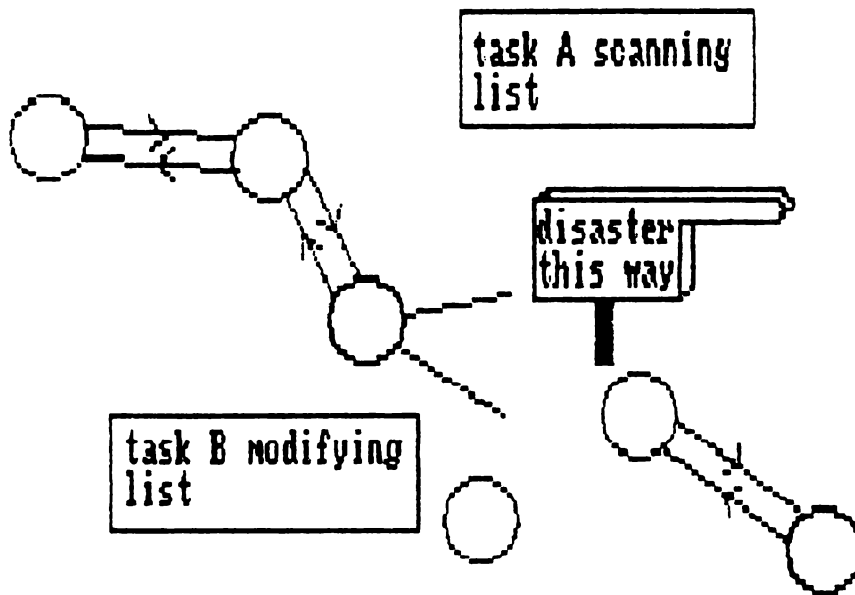 task A scanning
list
disaster
this way
task B modifying
list